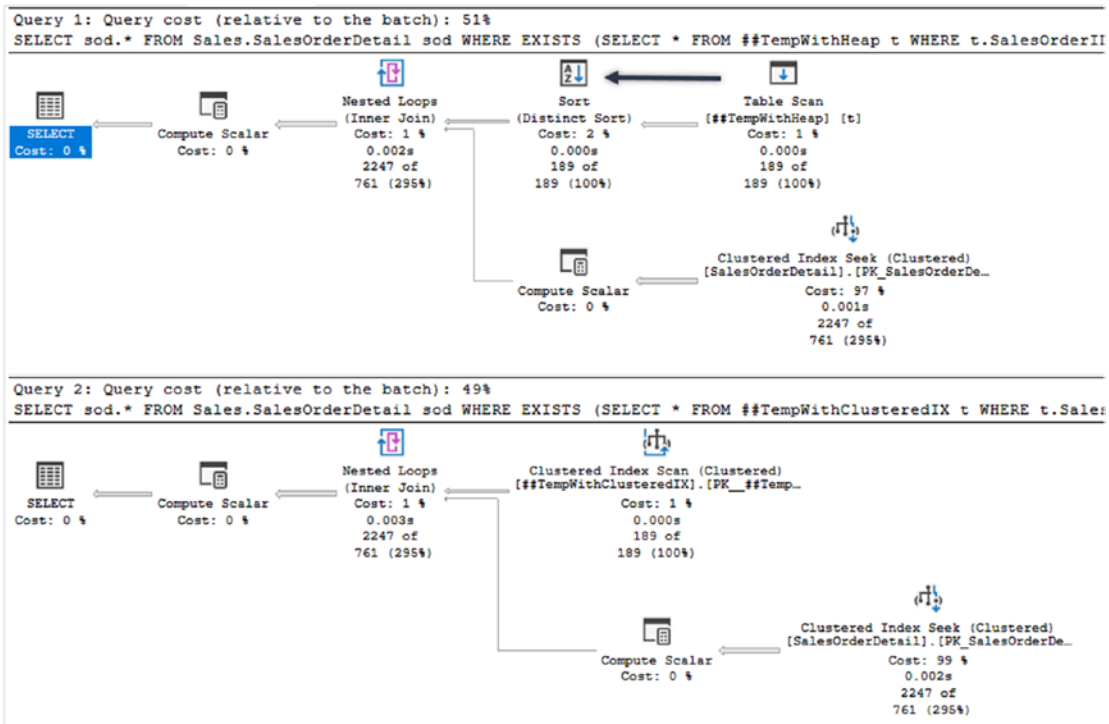 Query 1: Query cost (relative to the batch): 51%
SELECT sod.* FROM Sales.SalesOrderDetail sod WHERE EXISTS (SELECT * FROM ##TempWithHeap t WHERE
SELECT
Cost: 0 %
Compute Scalar
Cost: 0 %
Nested Loops
(Inner Join)
Cost: 1 %
0.002s
2247 of
761 (295%)
Sort
(Distinct Sort)
Cost: 2 %
0.000s
189 of
189 (100%)
Table Scan
[##TempWithHeap] [t]
Cost: 1 %
0.000s
189 of
189 (100%)
Compute Scalar
Cost: 0 %
Clustered Index Seek (Clustered)
[SalesOrderDetail].[PK_SalesOrderDe…
Cost: 97 %
0.001s
2247 of
761 (295%)
Query 2: Query cost (relative to the batch): 49%
SELECT sod.* FROM Sales.SalesOrderDetail sod WHERE EXISTS (SELECT * FROM ##TempWithClusteredIX t WHERE t.Sales
SELECT
Cost: 0 %
Compute Scalar
Cost: 0 %
Nested Loops
(Inner Join)
Cost: 1 %
0.003s
2247 of
761 (295%)
Clustered Index Scan (Clustered)
[##TempWithClusteredIX].[PK__##Temp…
Cost: 1 %
0.000s
189 of
189 (100%)
Compute Scalar
Cost: 0 %
Clustered Index Seek (Clustered)
[SalesOrderDetail].[PK_SalesOrderDe…
Cost: 99 %
0.002s
2247 of
761 (295%)